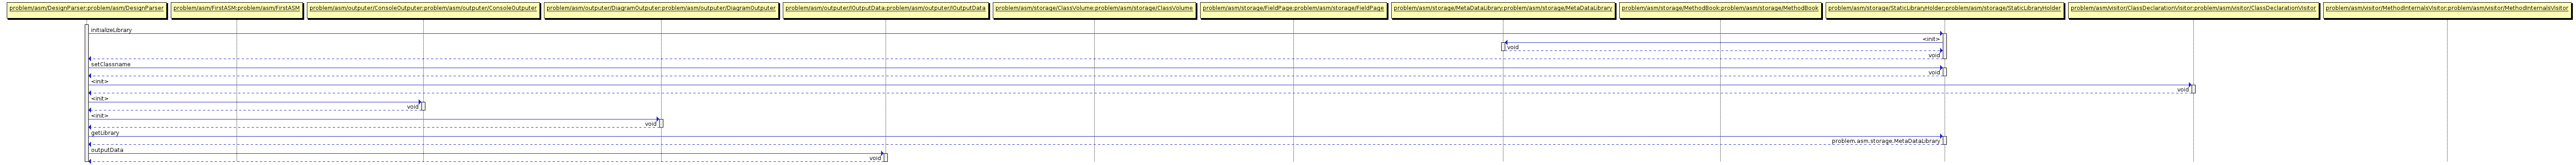 problem/asm/DesignParser:problem/asm/DesignParser
problem/asm/FirstASM:problem/asm/FirstASM
problem/asm/outputer/ConsoleOutputer:problem/asm/outputer/ConsoleOutputer
problem/asm/outputer/DiagramOutputer:problem/asm/outputer/DiagramOutputer
problem/asm/outputer/IOutputData:problem/asm/outputer/IOutputData
problem/asm/storage/ClassVolume:problem/asm/storage/ClassVolume
problem/asm/storage/FieldPage:problem/asm/storage/FieldPage
problem/asm/storage/MetaDataLibrary:problem/asm/storage/MetaDataLibrary
problem/asm/storage/MethodBook:problem/asm/storage/MethodBook
problem/asm/storage/StaticLibraryHolder:problem/asm/storage/StaticLibraryHolder
problem/asm/visitor/ClassDeclarationVisitor:problem/asm/visitor/ClassDeclarationVisitor
problem/asm/visitor/MethodInternalsVisitor:problem/asm/visitor/MethodInternalsVisitor
initializeLibrary
<init>
void
void
setClassname
void
<init>
void
<init>
void
<init>
void
getLibrary
problem.asm.storage.MetaDataLibrary
outputData
void